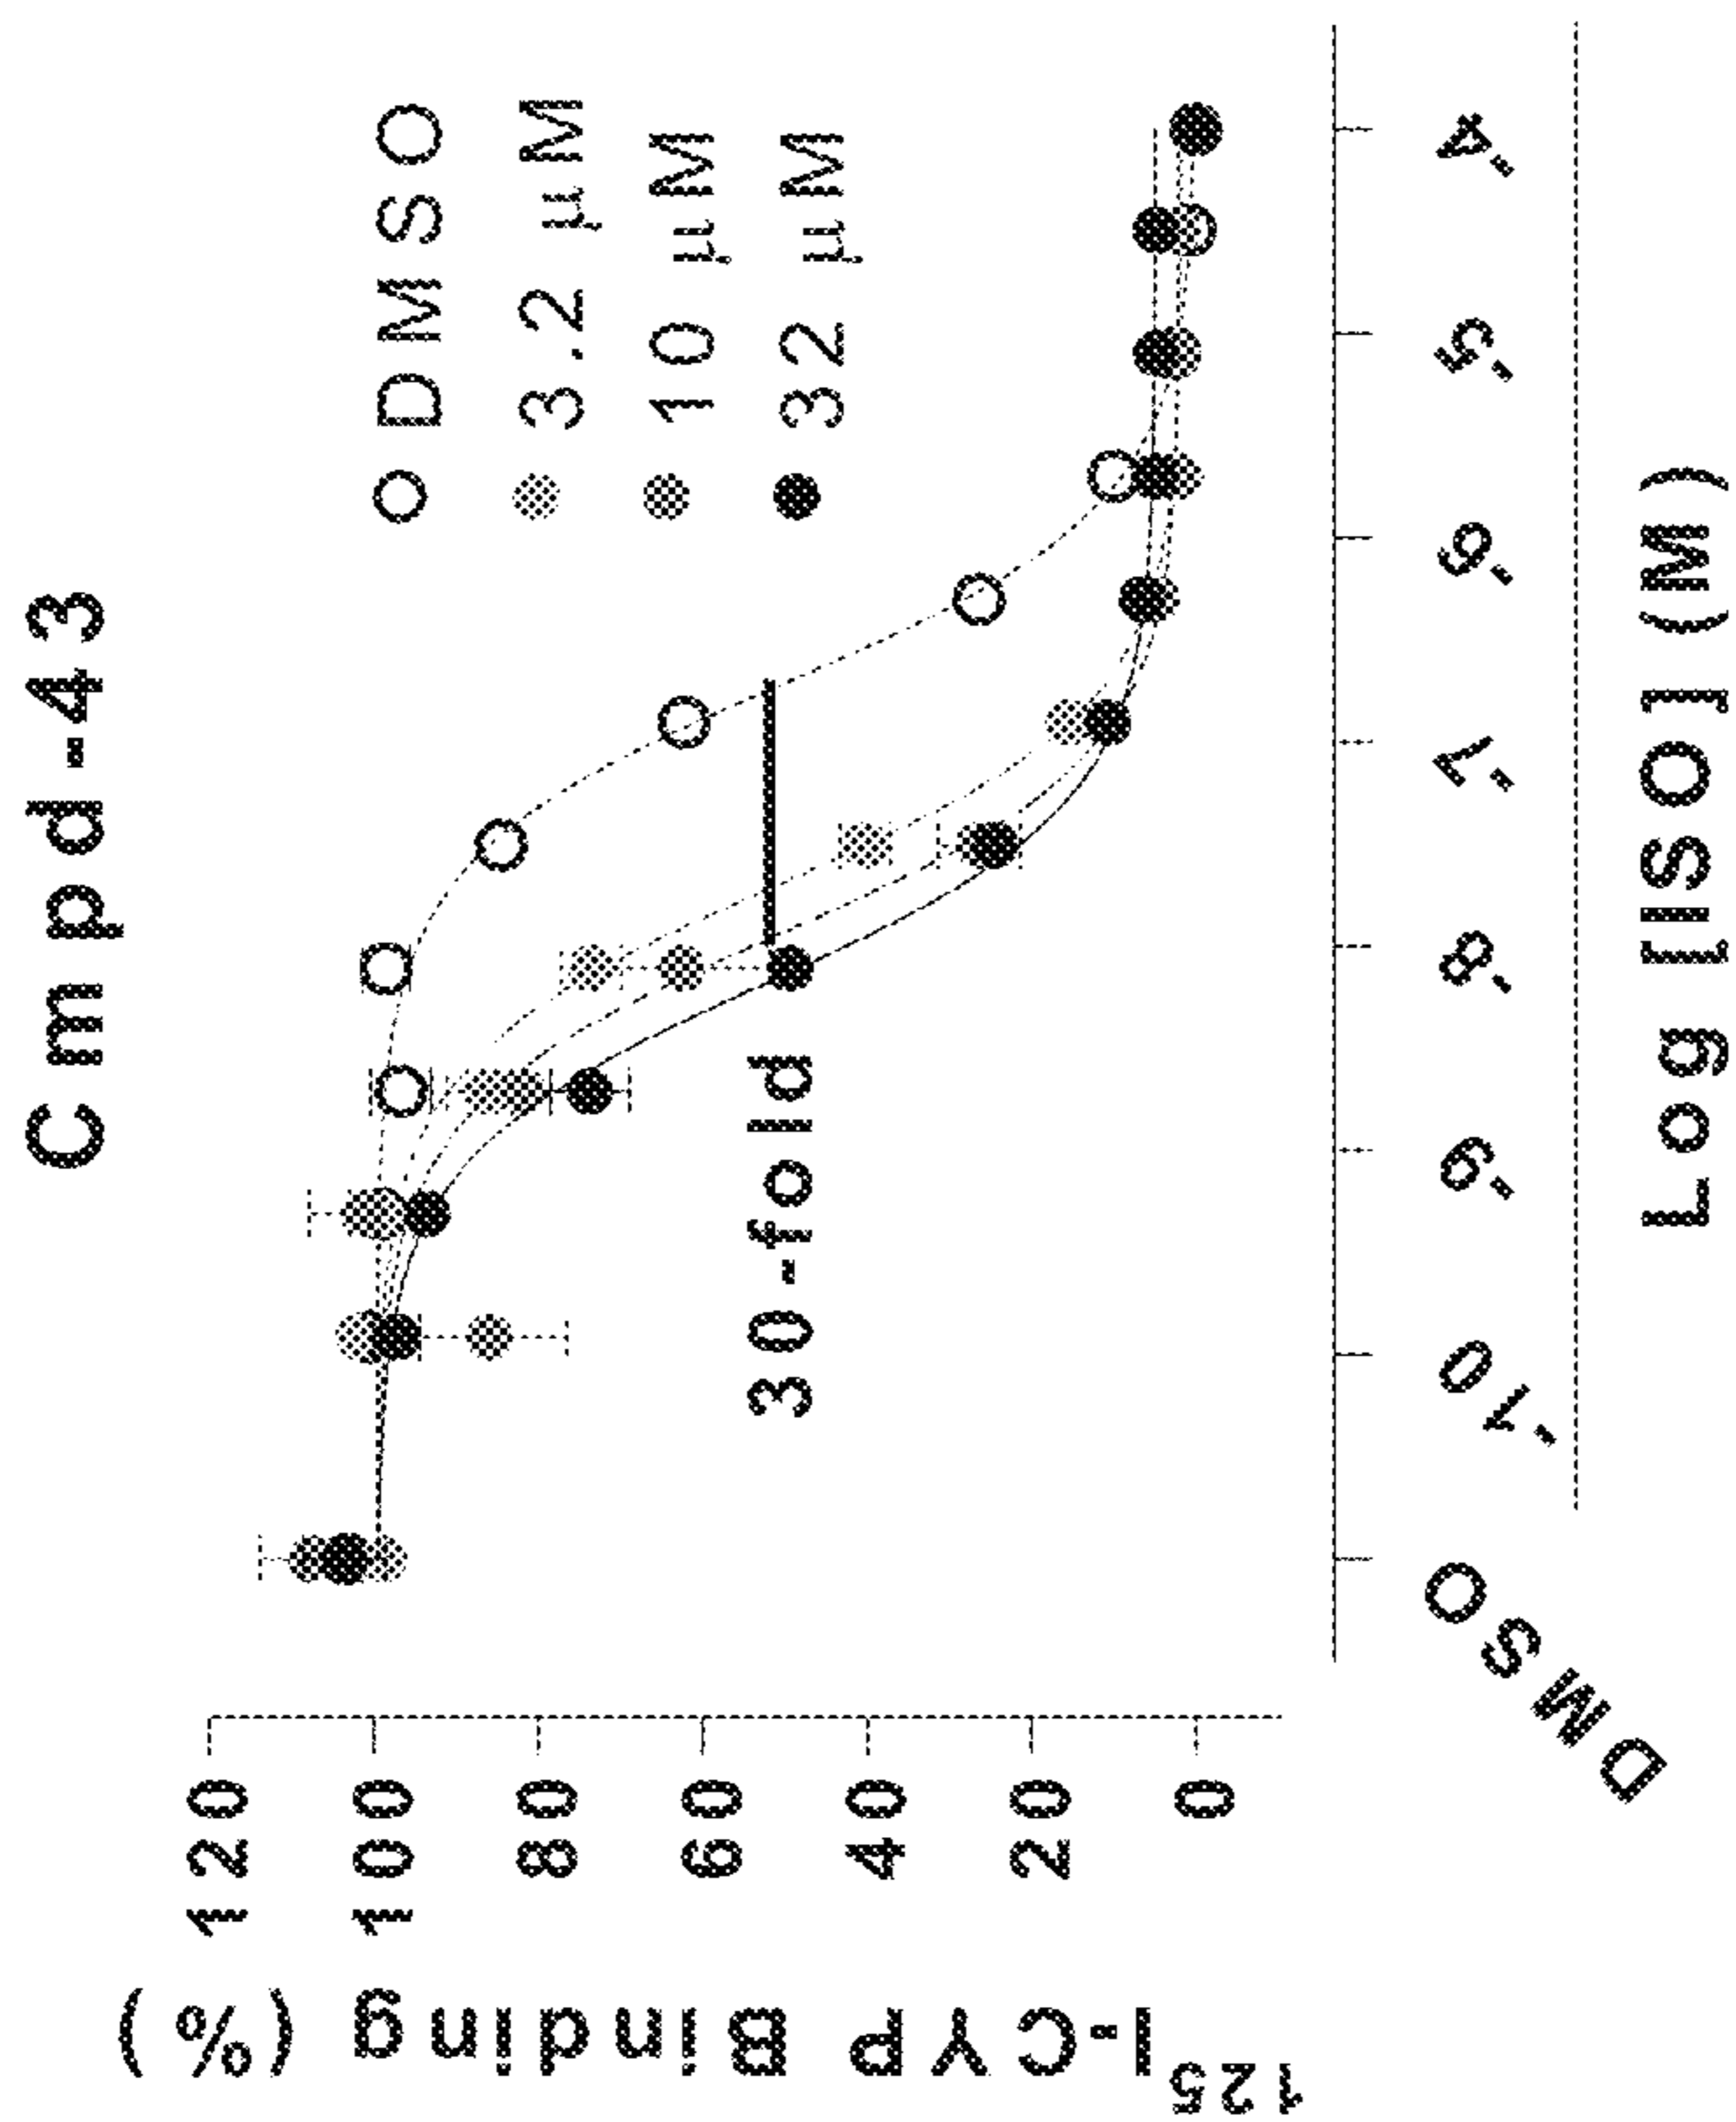 Cmpd-43
DMSO
3.2 µM
10 µM
32 µM
30-fold
120
100
80
60
40
20
0
¹²⁵I-CYP Binding (%)
DMSO
-10
-9
-8
-7
-6
-5
-4
Log [ISO] (M)